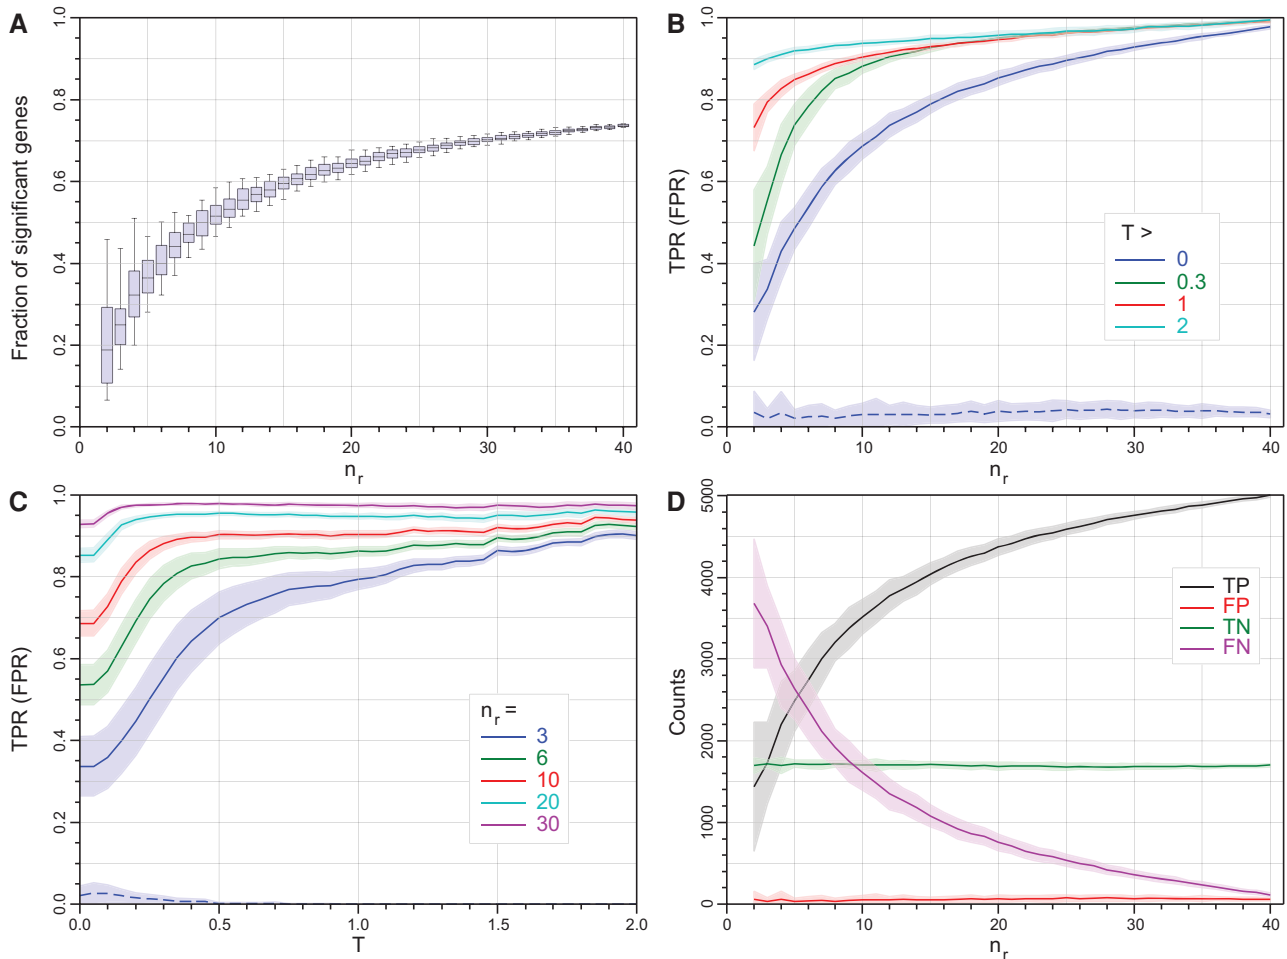 A
Fraction of significant genes
1.0
0.8
0.6
0.4
0.2
0.0
0 10 20 30 40
n_r
B
TPR (FPR)
1.0
0.8
0.6
0.4
0.2
0.0
T >
0
0.3
1
2
0 10 20 30 40
n_r
C
TPR (FPR)
1.0
0.8
0.6
0.4
0.2
0.0
n_r =
3
6
10
20
30
0.0 0.5 1.0 1.5 2.0
T
D
Counts
5000
4000
3000
2000
1000
0
TP
FP
TN
FN
0 10 20 30 40
n_r